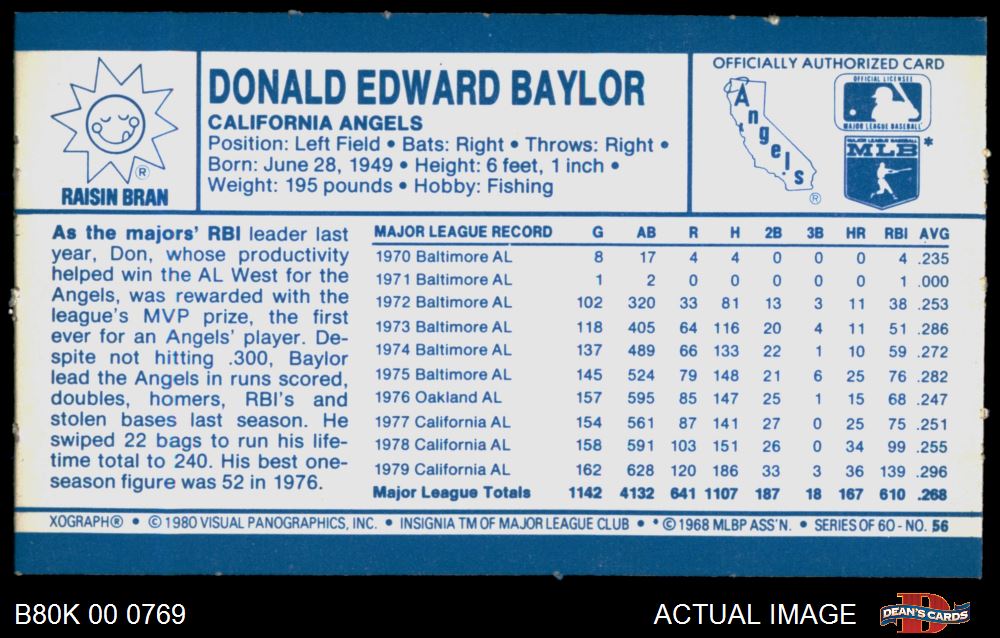 ®
RAISIN BRAN
DONALD EDWARD BAYLOR
CALIFORNIA ANGELS
Position: Left Field • Bats: Right • Throws: Right •
Born: June 28, 1949 • Height: 6 feet, 1 inch •
Weight: 195 pounds • Hobby: Fishing
OFFICIALLY AUTHORIZED CARD
Angels
®
OFFICIAL LICENSEE
MAJOR LEAGUE BASEBALL
MAJOR LEAGUE BASEBALL
MLB *
As the majors' RBI leader last
year, Don, whose productivity
helped win the AL West for the
Angels, was rewarded with the
league's MVP prize, the first
ever for an Angels' player. De-
spite not hitting .300, Baylor
lead the Angels in runs scored,
doubles, homers, RBI's and
stolen bases last season. He
swiped 22 bags to run his life-
time total to 240. His best one-
season figure was 52 in 1976.
MAJOR LEAGUE RECORD G AB R H 2B 3B HR RBI AVG
1970 Baltimore AL 8 17 4 4 0 0 0 4 .235
1971 Baltimore AL 1 2 0 0 0 0 0 1 .000
1972 Baltimore AL 102 320 33 81 13 3 11 38 .253
1973 Baltimore AL 118 405 64 116 20 4 11 51 .286
1974 Baltimore AL 137 489 66 133 22 1 10 59 .272
1975 Baltimore AL 145 524 79 148 21 6 25 76 .282
1976 Oakland AL 157 595 85 147 25 1 15 68 .247
1977 California AL 154 561 87 141 27 0 25 75 .251
1978 California AL 158 591 103 151 26 0 34 99 .255
1979 California AL 162 628 120 186 33 3 36 139 .296
Major League Totals 1142 4132 641 1107 187 18 167 610 .268
XOGRAPH® • © 1980 VISUAL PANOGRAPHICS, INC. • INSIGNIA TM OF MAJOR LEAGUE CLUB • * © 1968 MLBP ASS'N. • SERIES OF 60 - NO. 56
B80K 00 0769
ACTUAL IMAGE
DEAN'S CARDS